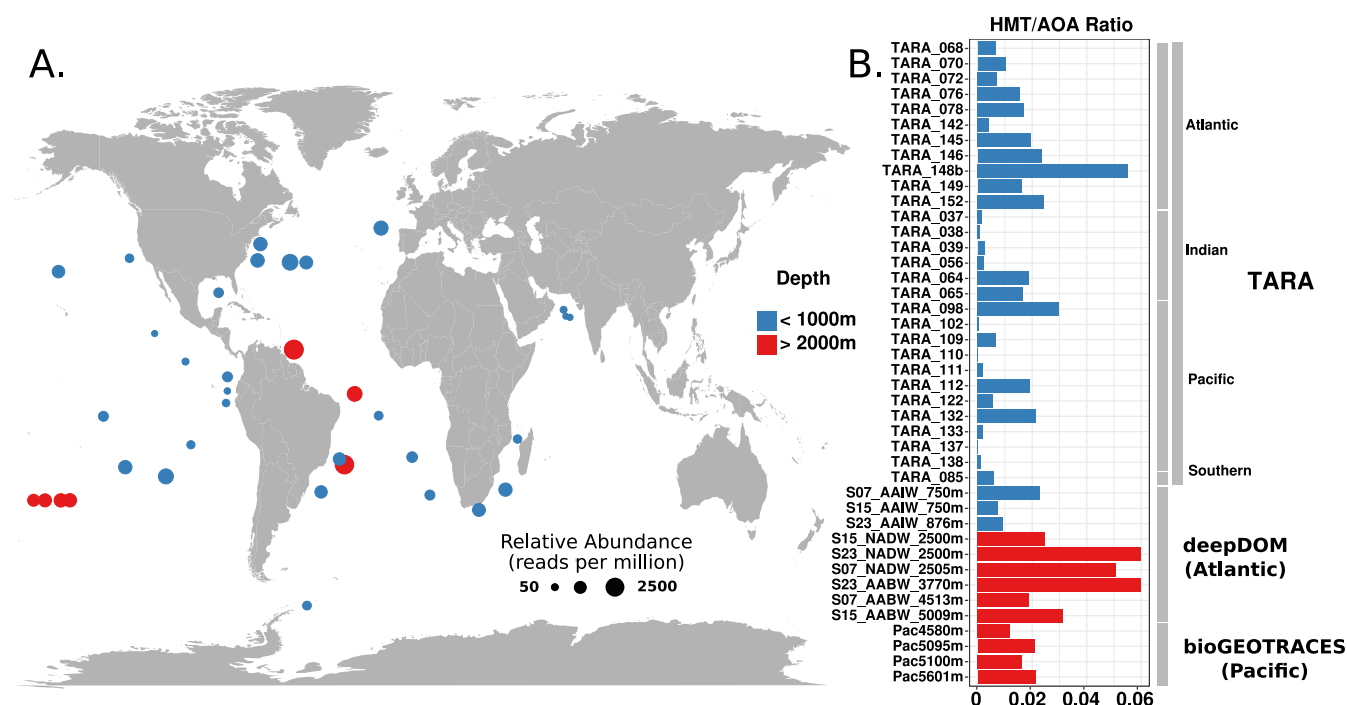 A.
Depth
< 1000m
> 2000m
Relative Abundance
(reads per million)
50 2500
B.
HMT/AOA Ratio
TARA_068
TARA_070
TARA_072
TARA_076
TARA_078
TARA_142
TARA_145
TARA_146
TARA_148b
TARA_149
TARA_152
TARA_037
TARA_038
TARA_039
TARA_056
TARA_064
TARA_065
TARA_098
TARA_102
TARA_109
TARA_110
TARA_111
TARA_112
TARA_122
TARA_132
TARA_133
TARA_137
TARA_138
TARA_085
S07_AAIW_750m
S15_AAIW_750m
S23_AAIW_876m
S15_NADW_2500m
S23_NADW_2500m
S07_NADW_2505m
S23_AABW_3770m
S07_AABW_4513m
S15_AABW_5009m
Pac4580m
Pac5095m
Pac5100m
Pac5601m
0 0.02 0.04 0.06
Atlantic
Indian
Pacific
Southern
TARA
deepDOM
(Atlantic)
bioGEOTRACES
(Pacific)